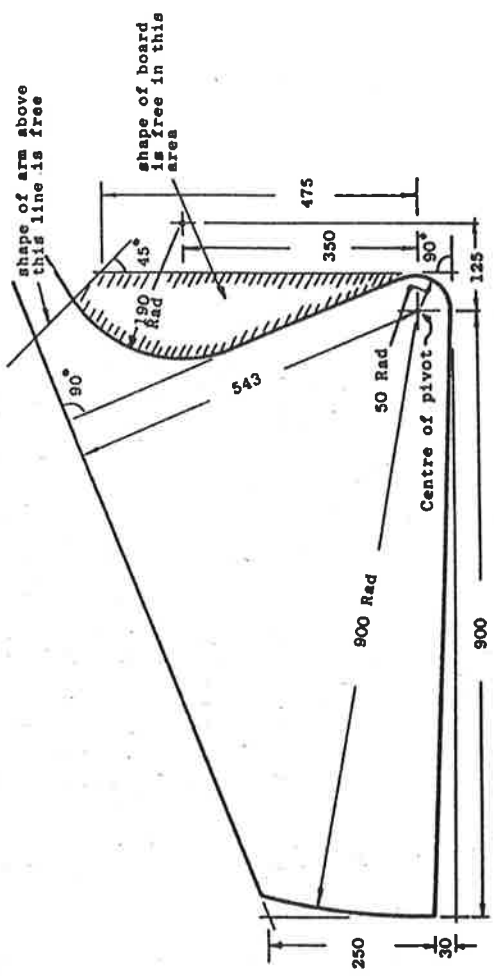 shape of arm above
this line is free
shape of board
is free in this
area
45°
190
Rad
90°
475
350
543
50 Rad
90°
125
Centre of pivot
900 Rad
900
250
30